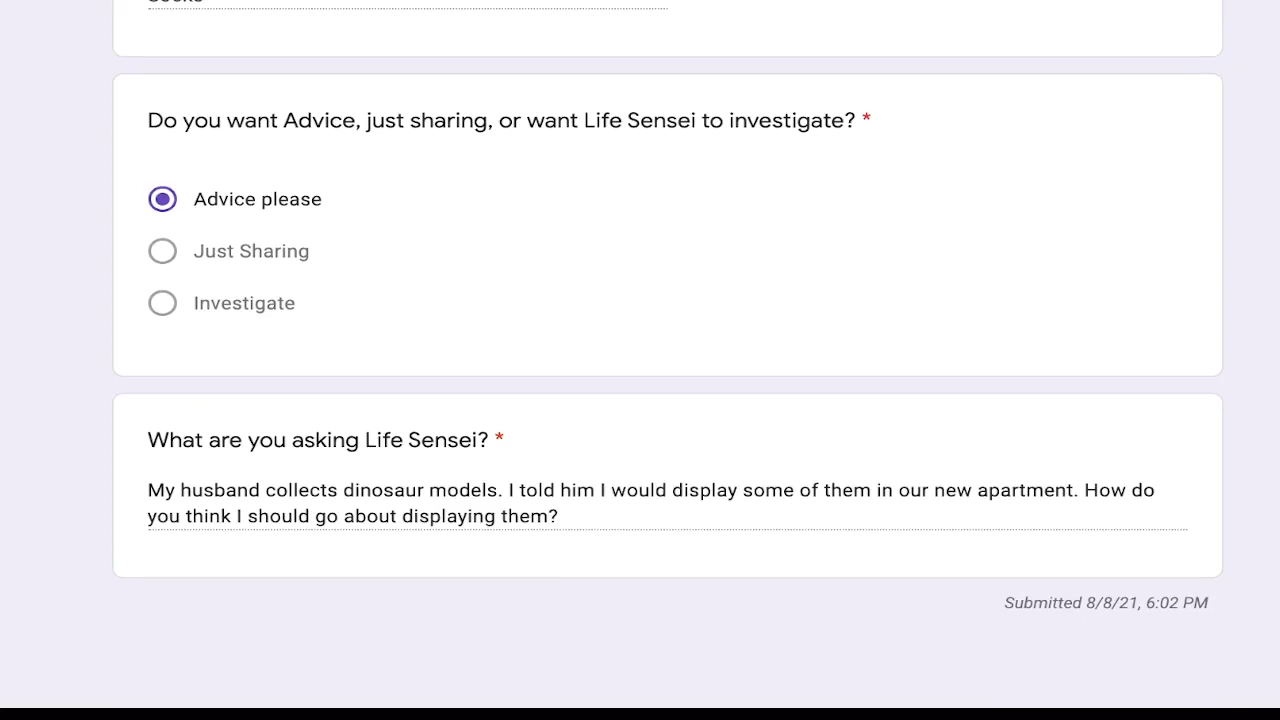 Do you want Advice, just sharing, or want Life Sensei to investigate? *
Advice please
Just Sharing
Investigate
What are you asking Life Sensei? *
My husband collects dinosaur models. I told him I would display some of them in our new apartment. How do
you think I should go about displaying them?
Submitted 8/8/21, 6:02 PM